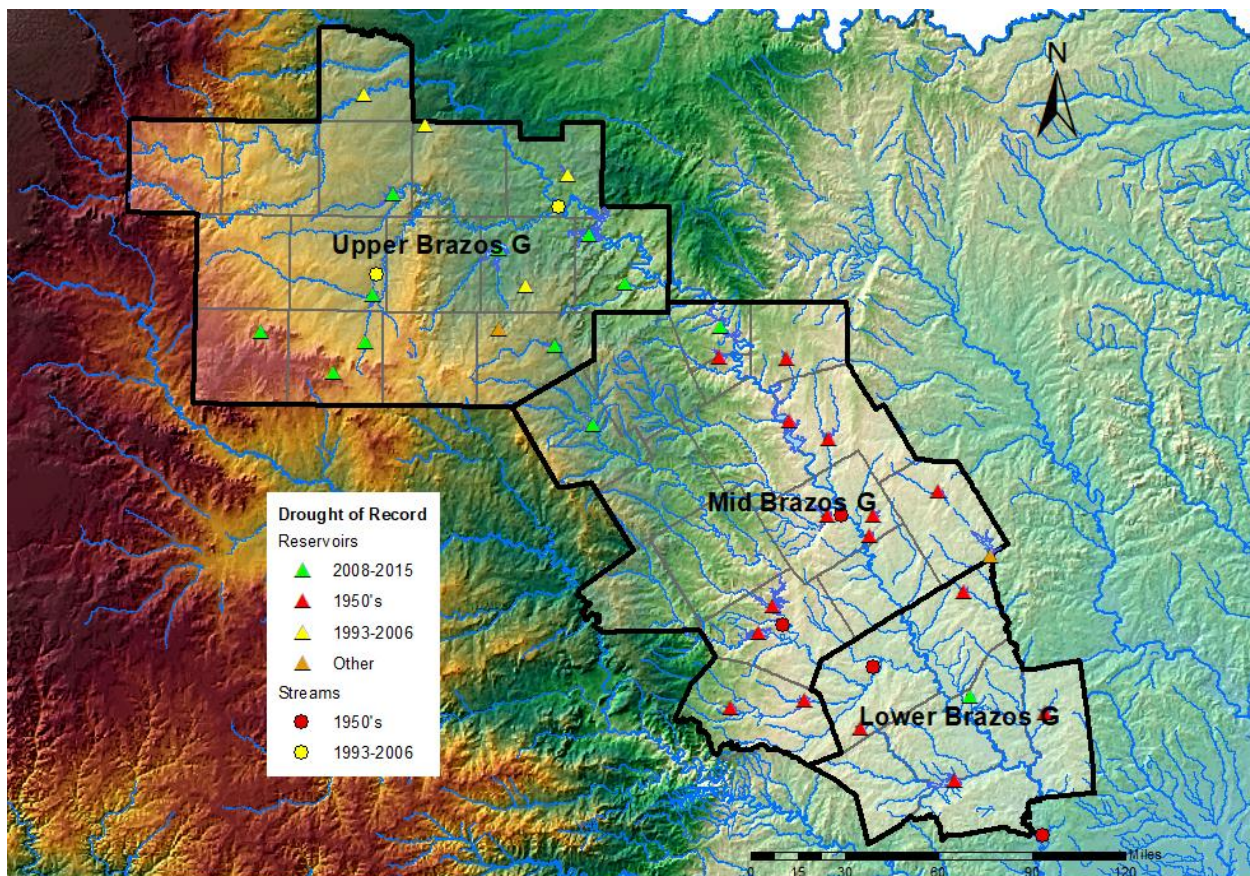 N
Upper Brazos G
Mid Brazos G
Lower Brazos G
Drought of Record
Reservoirs
2008-2015
1950's
1993-2006
Other
Streams
1950's
1993-2006
Miles
0 15 30 60 90 120